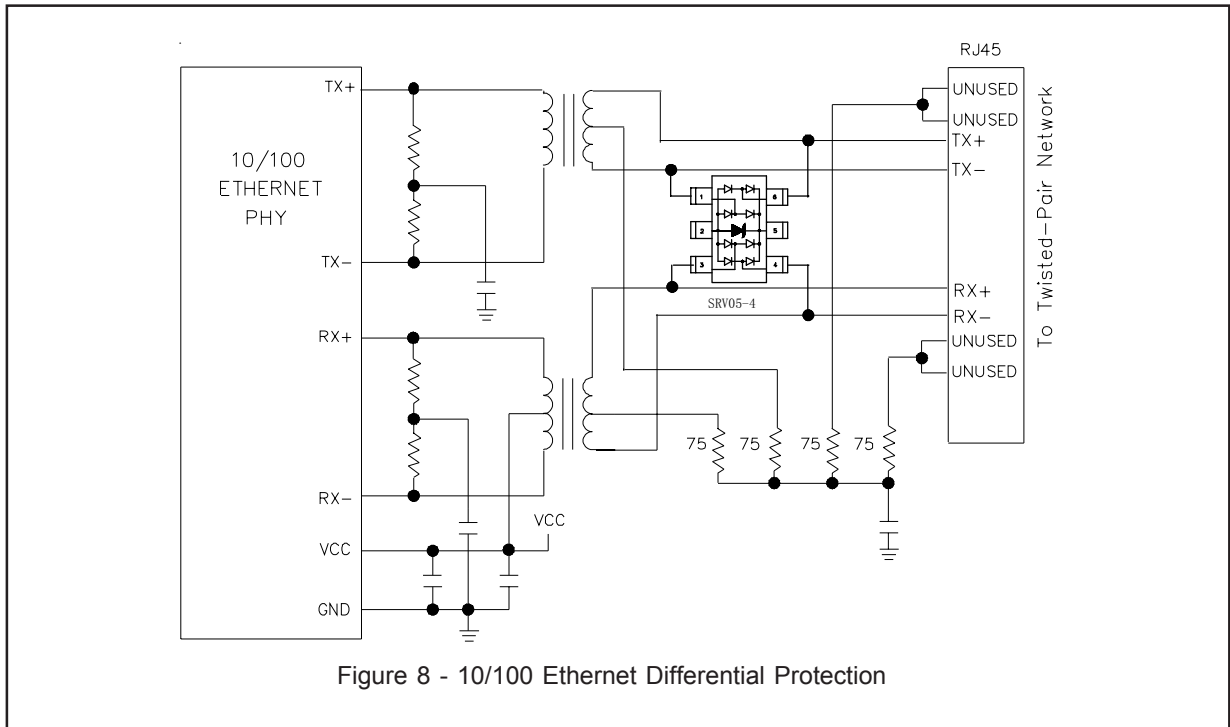 RJ45
TX+
UNUSED
UNUSED
TX+
TX-
10/100
ETHERNET
PHY
1
6
2
5
3
4
SRV05-4
TX-
RX+
RX+
RX-
UNUSED
UNUSED
To Twisted-Pair Network
75
75
75
75
RX-
VCC
VCC
GND
Figure 8 - 10/100 Ethernet Differential Protection